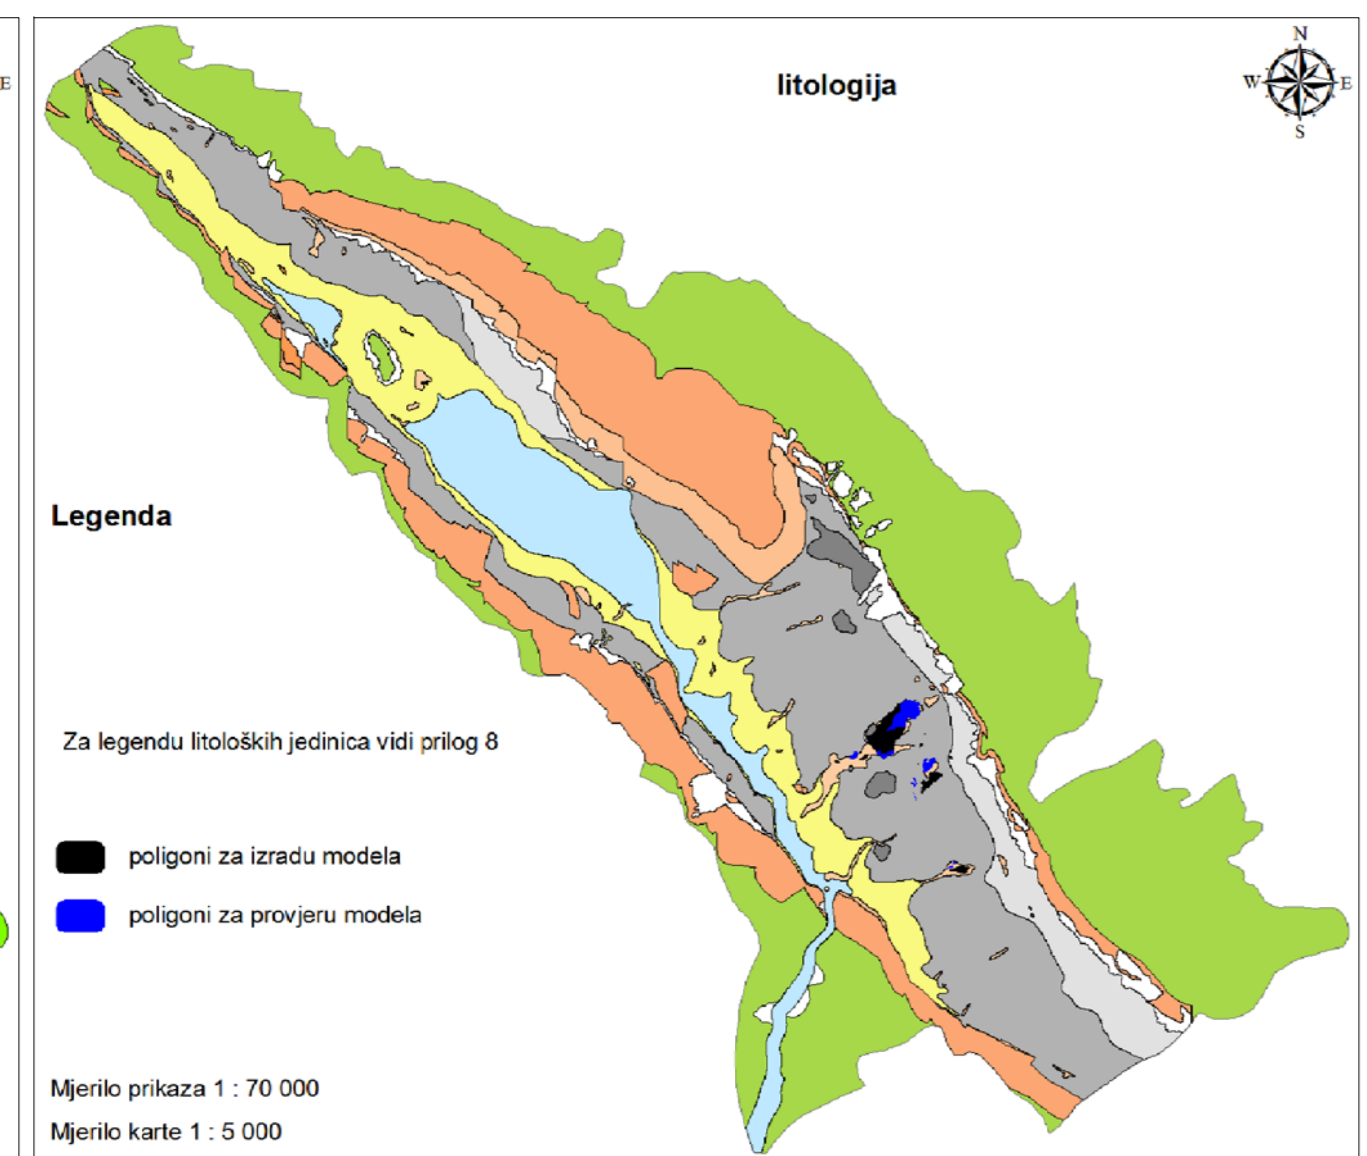 E
litologija
N
W E
S
Legenda
Za legendu litoloških jedinica vidi prilog 8
poligoni za izradu modela
poligoni za provjeru modela
Mjerilo prikaza 1 : 70 000
Mjerilo karte 1 : 5 000